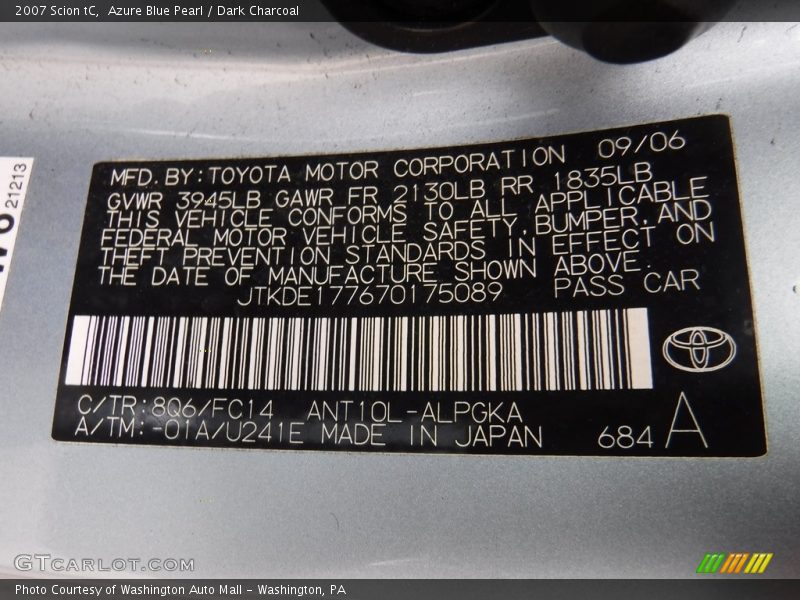 2007 Scion tC, Azure Blue Pearl / Dark Charcoal
21213
MFD. BY: TOYOTA MOTOR CORPORATION 09/06
GVWR 3945LB GAWR FR 2130LB RR 1835LB
THIS VEHICLE CONFORMS TO ALL APPLICABLE
FEDERAL MOTOR VEHICLE SAFETY, BUMPER, AND
THEFT PREVENTION STANDARDS IN EFFECT ON
THE DATE OF MANUFACTURE SHOWN ABOVE.
JTKDE177670175089 PASS CAR
C/TR: 8Q6/FC14 ANT10L-ALPGKA
A/TM: -01A/U241E MADE IN JAPAN 684 A
GTCARLOT.COM
Photo Courtesy of Washington Auto Mall - Washington, PA